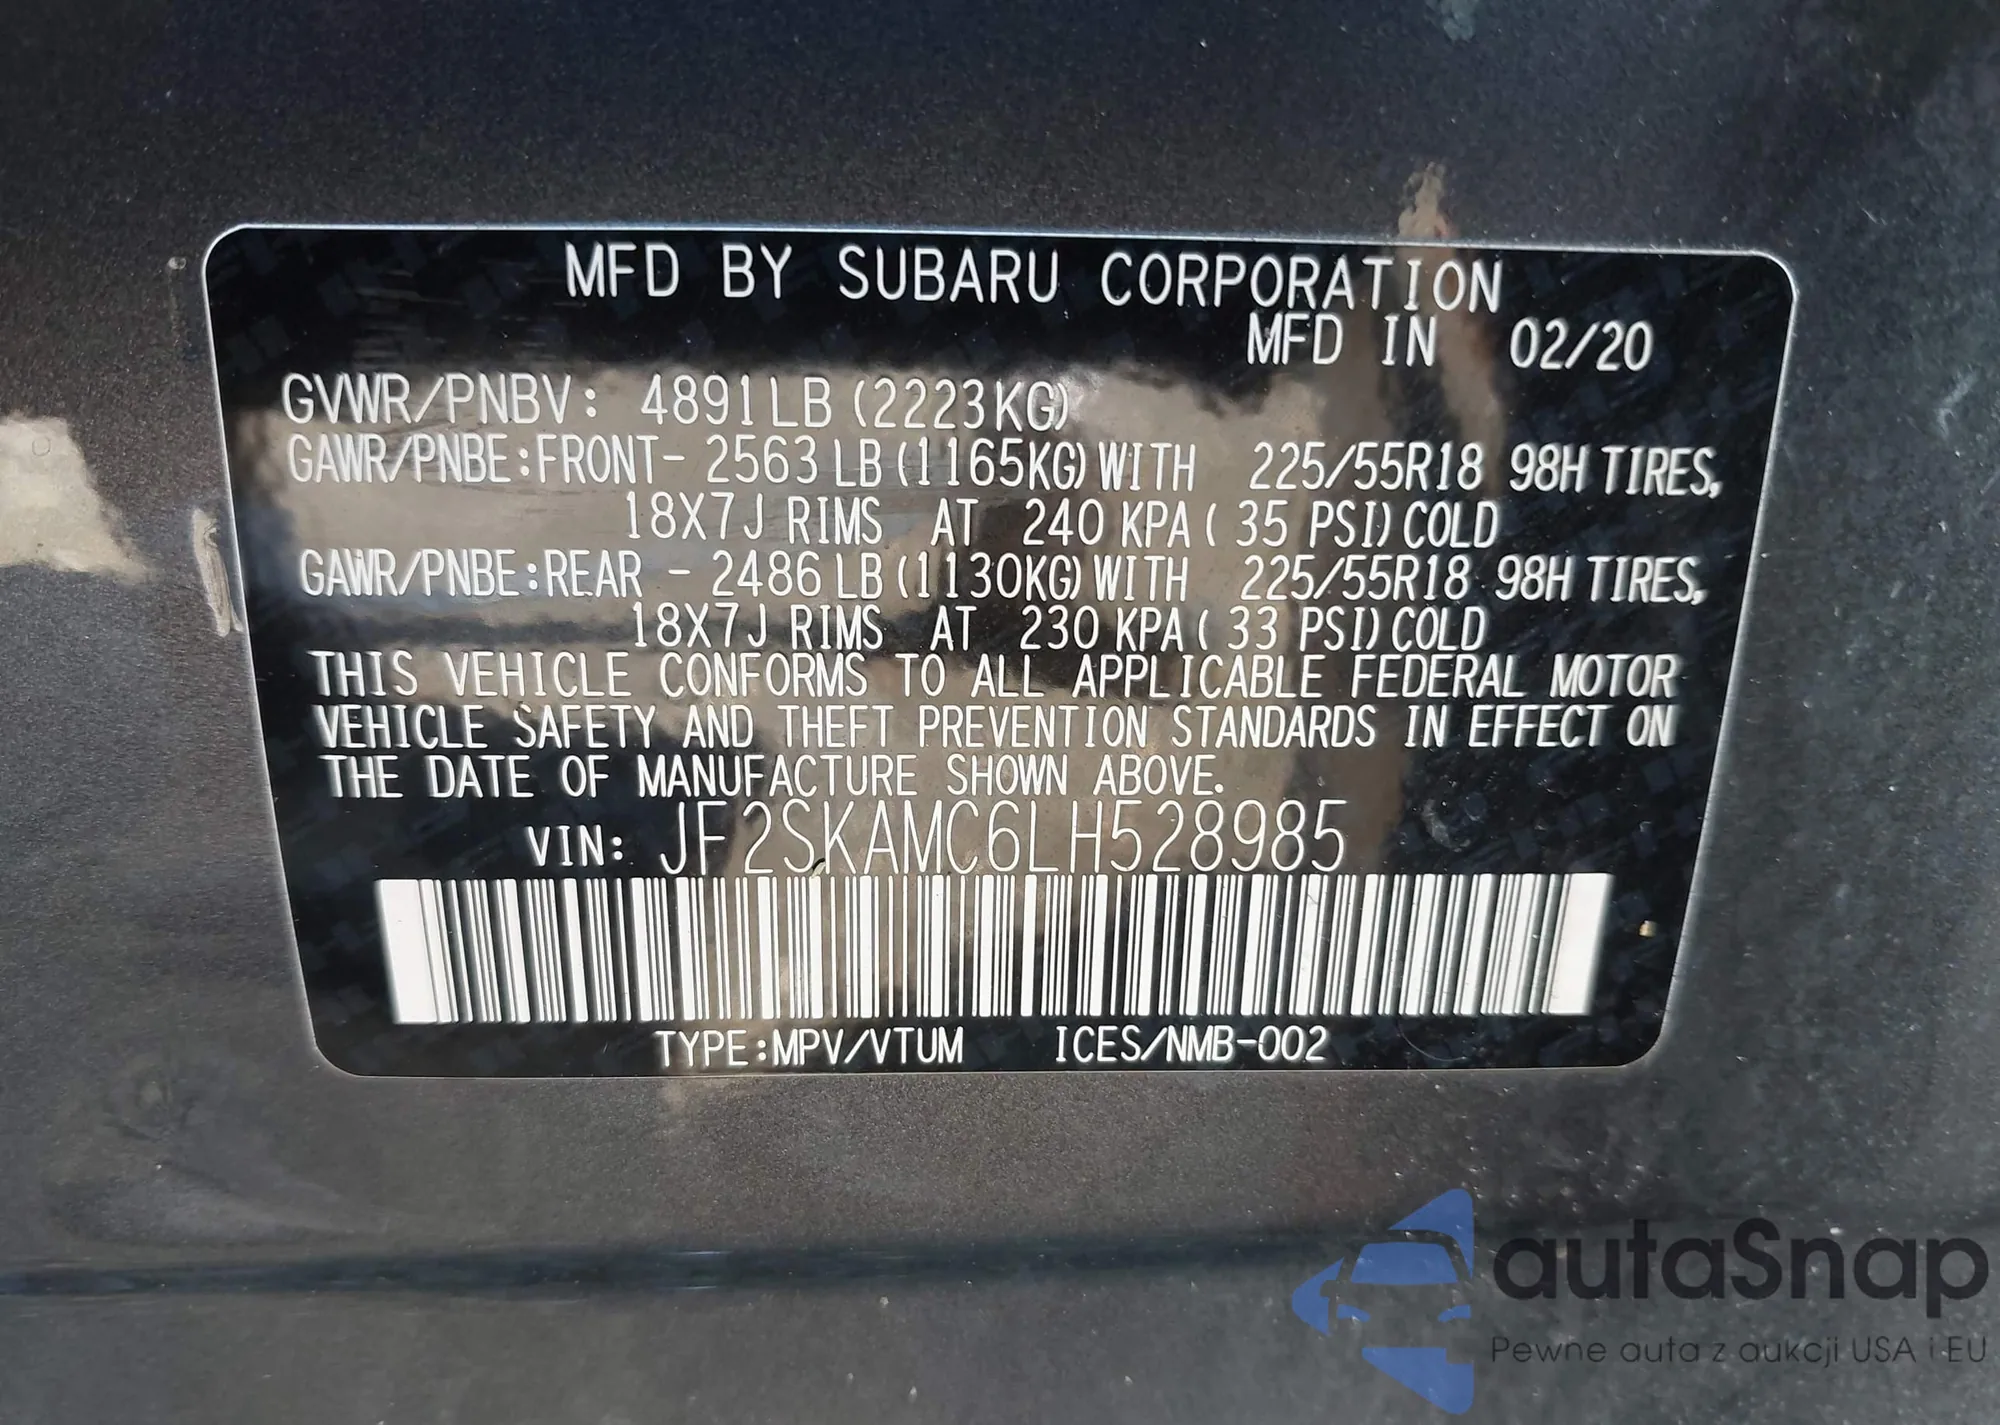 MFD BY SUBARU CORPORATION
MFD IN 02/20
GVWR/PNBV: 4891LB (2223KG)
GAWR/PNBE:FRONT- 2563LB (1165KG) WITH 225/55R18 98H TIRES,
18X7J RIMS AT 240 KPA( 35 PSI) COLD
GAWR/PNBE:REAR - 2486LB (1130KG) WITH 225/55R18 98H TIRES,
18X7J RIMS AT 230 KPA( 33 PSI) COLD
THIS VEHICLE CONFORMS TO ALL APPLICABLE FEDERAL MOTOR
VEHICLE SAFETY AND THEFT PREVENTION STANDARDS IN EFFECT ON
THE DATE OF MANUFACTURE SHOWN ABOVE.
VIN: JF2SKAMC6LH528985
TYPE:MPV/VTUM ICES/NMB-002
autaSnap
Pewne auta z aukcji USA i EU